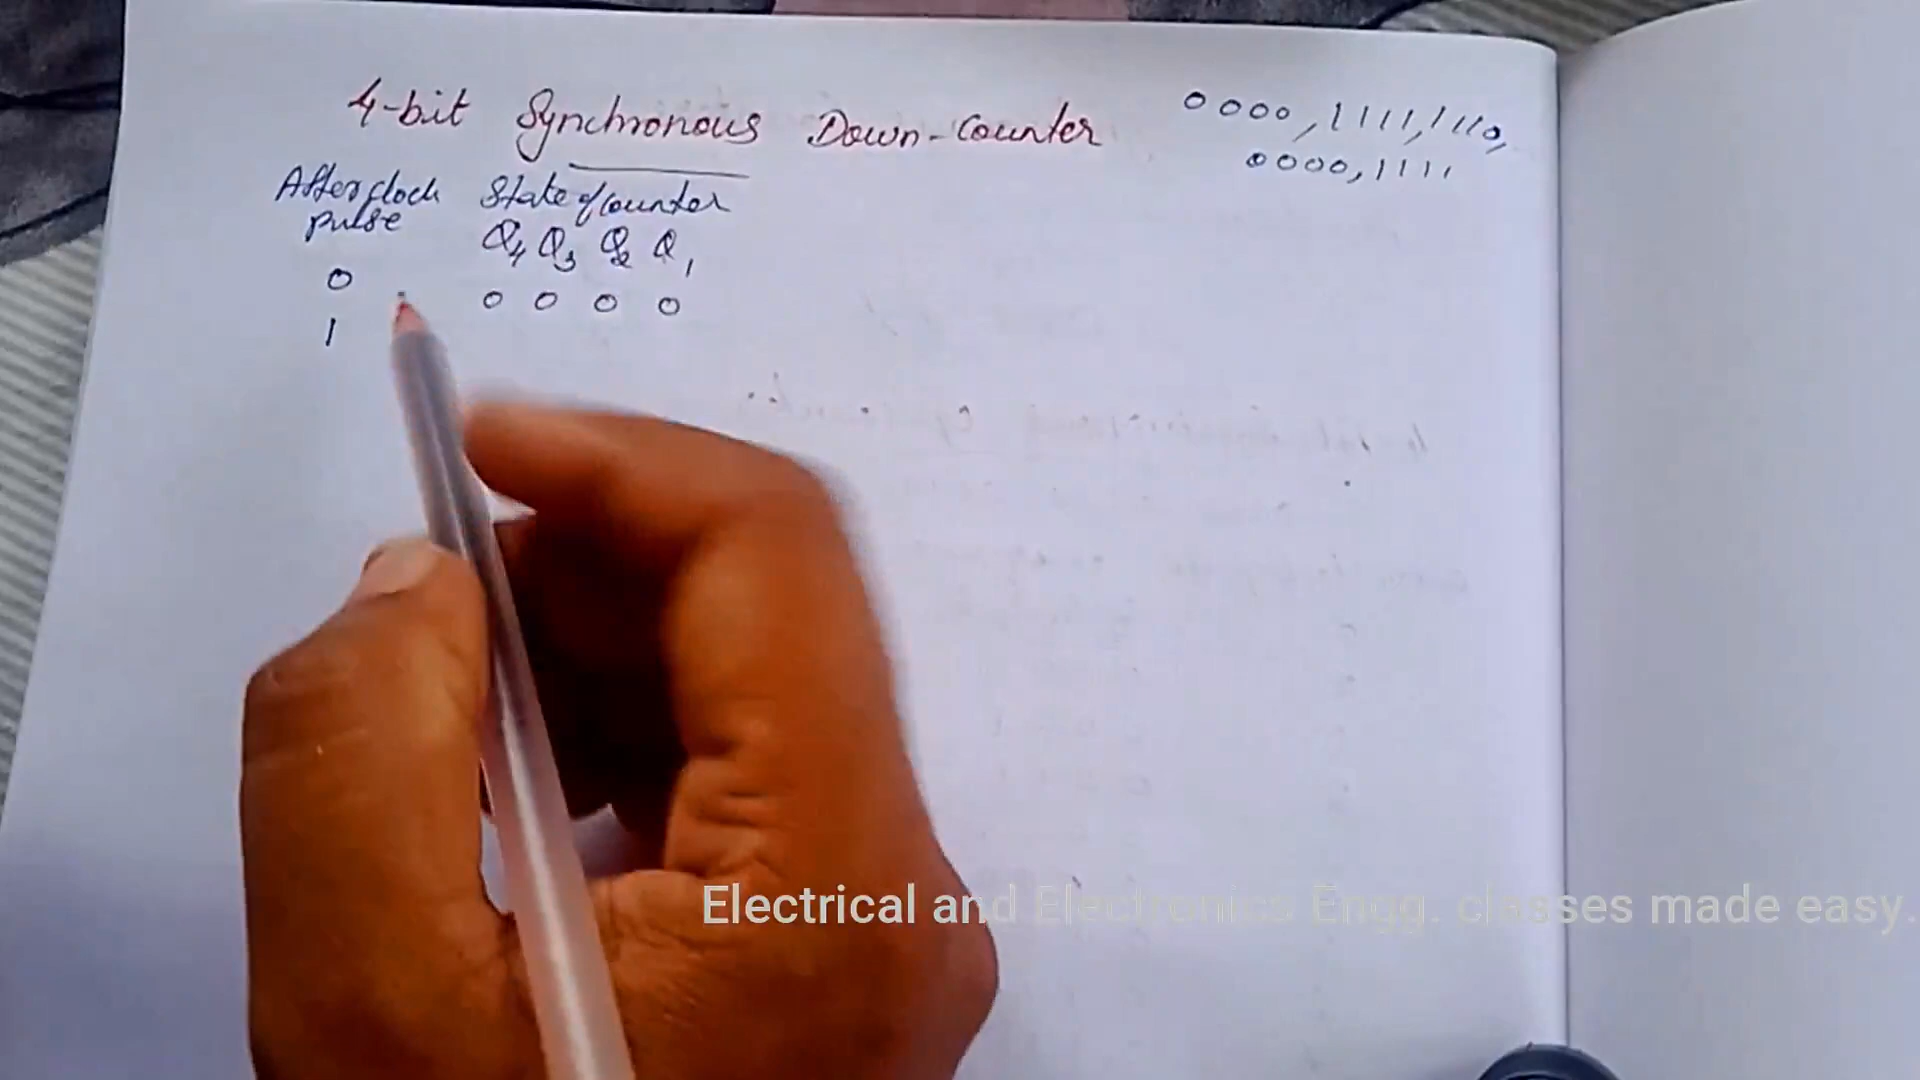 4-bit Synchronous Down-Counter
0000, 1111, 1110,
0000, 1111
After clock pulse
State of counter
Q4 Q3 Q2 Q1
0 0 0 0 0
1
Electrical and Electronics Engg. classes made easy.